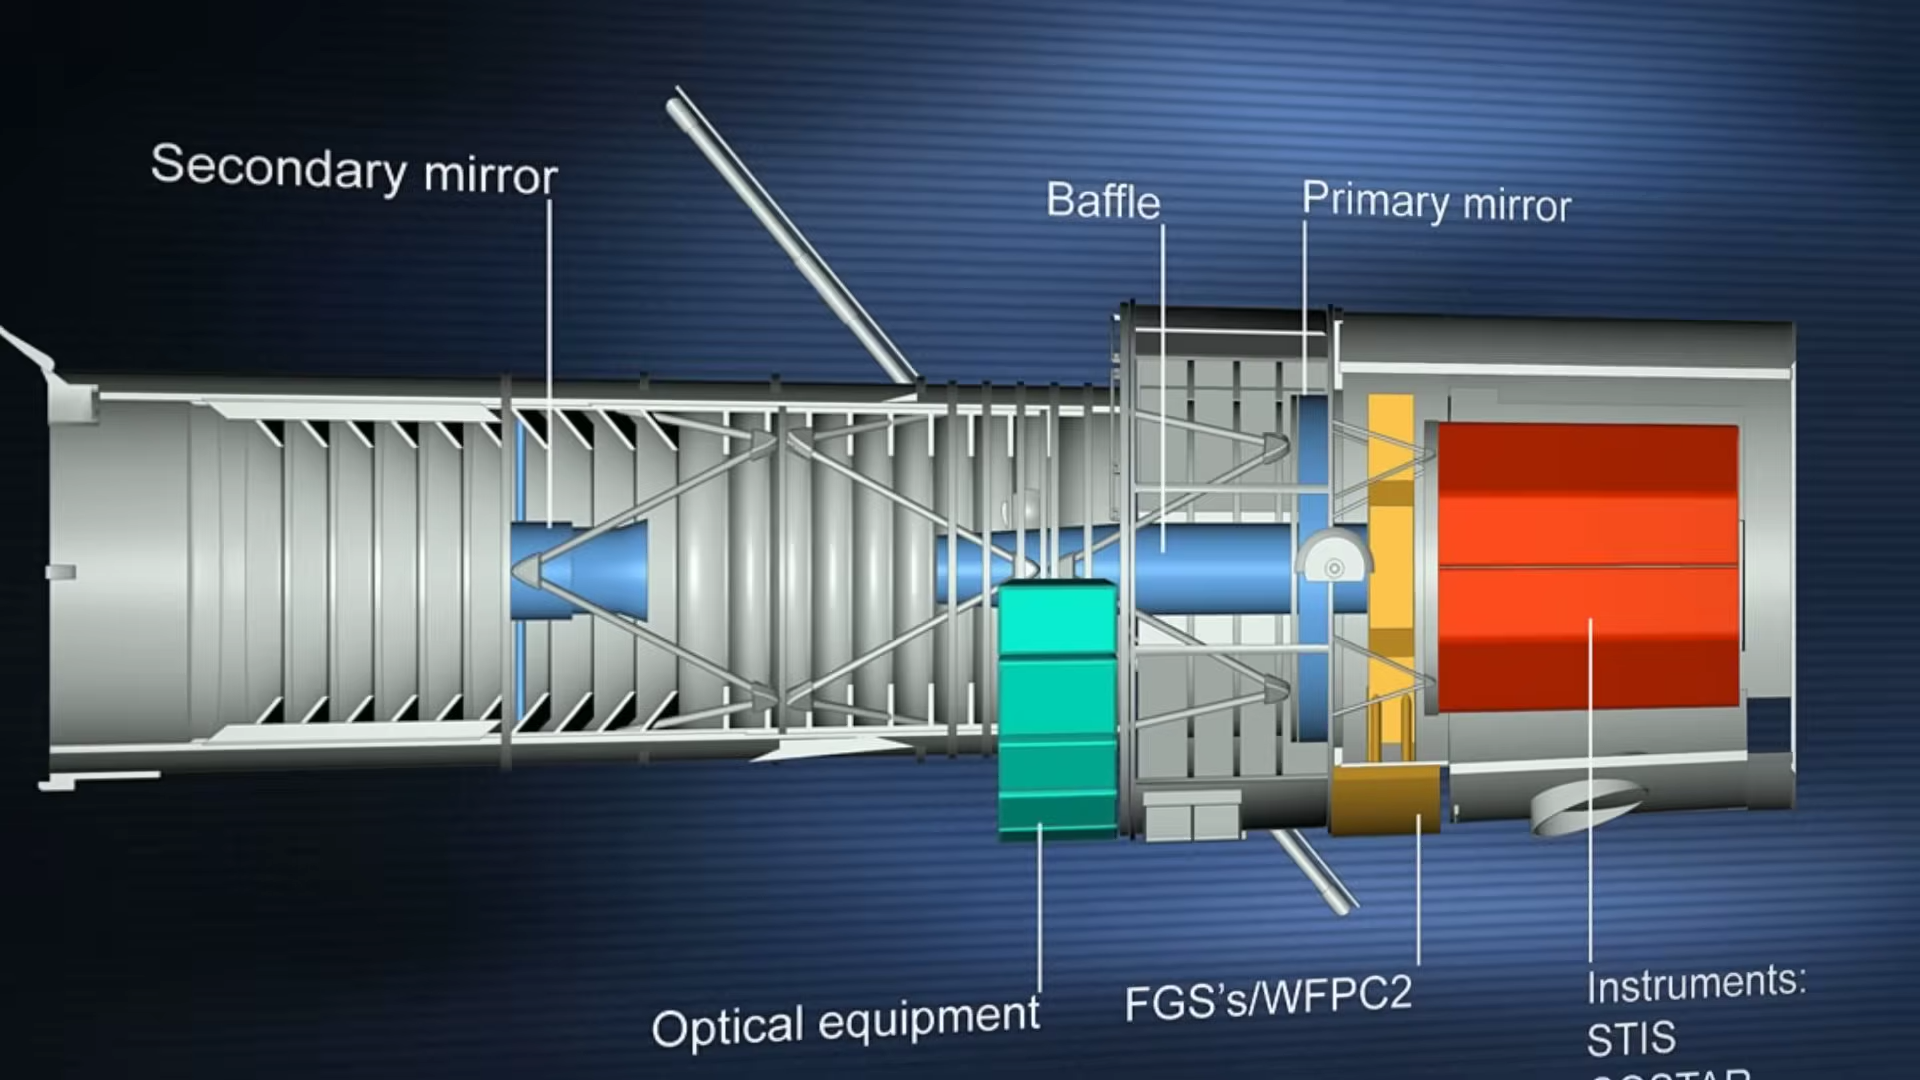 Secondary mirror
Baffle
Primary mirror
Optical equipment
FGS's/WFPC2
Instruments:
STIS